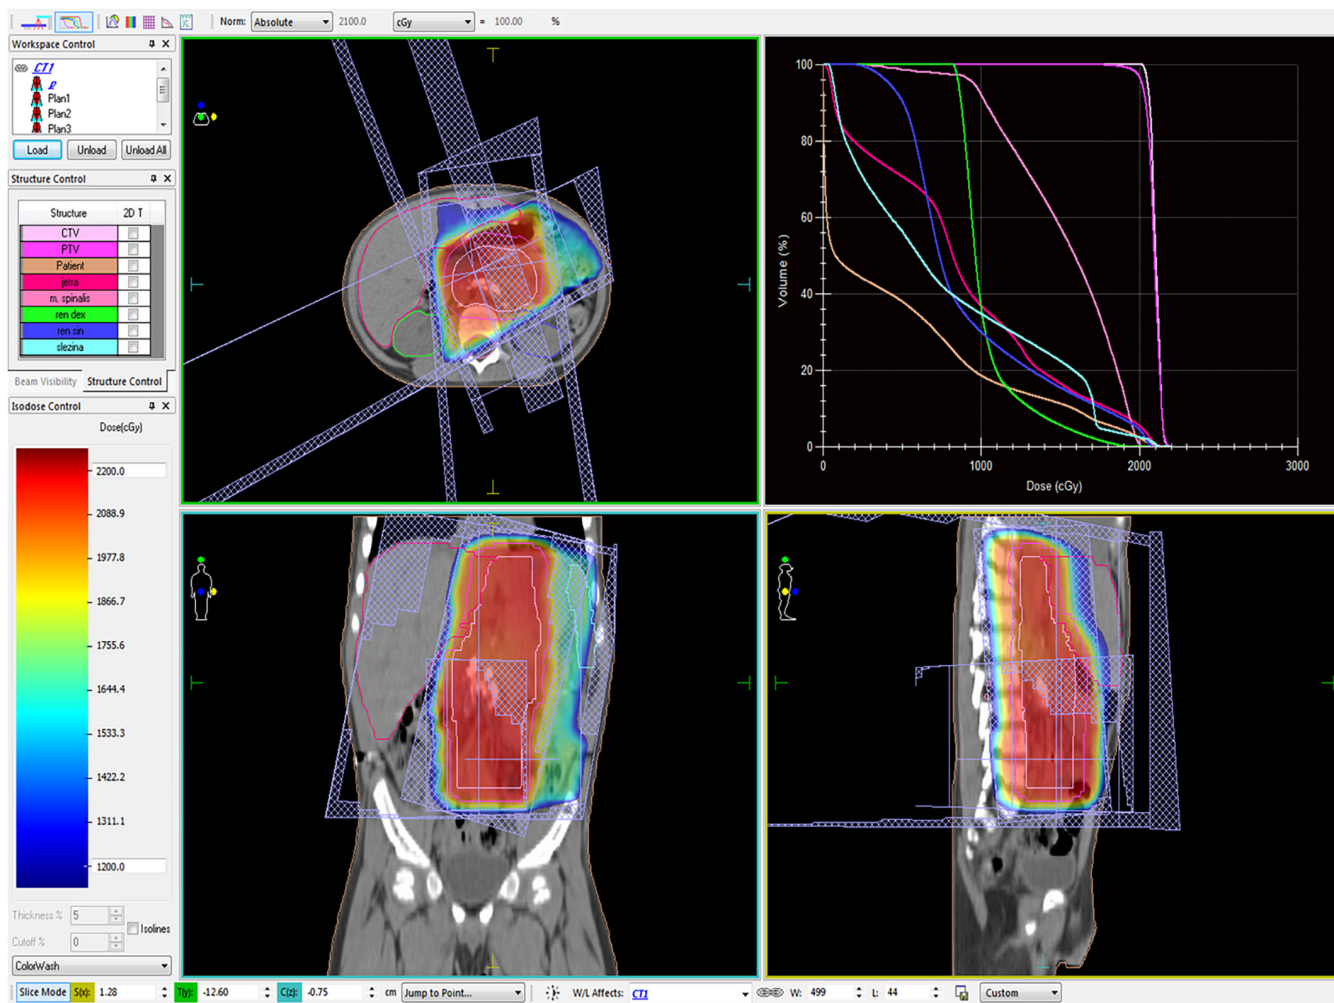 Norm: Absolute 2100.0 cGy = 100.00 %
Workspace Control
CT1
Plan1
Plan2
Plan3
Load Unload Unload All
Structure Control
Structure 2D T
CTV
PTV
Patient
jetra
m. spinalis
ren dex
ren sin
slezina
Beam Visibility Structure Control
Isodose Control
Dose(cGy)
2200.0
2088.9
1977.8
1866.7
1755.6
1644.4
1533.3
1422.2
1311.1
1200.0
Thickness % 5
Isolines
Cutoff % 0
ColorWash
100
80
60
40
20
0
Volume (%)
0 1000 2000 3000
Dose (cGy)
Slice Mode S(x): 1.28 T(y): -12.60 C(z): -0.75 cm Jump to Point... W/L Affects: CT1 W: 499 L: 44 Custom